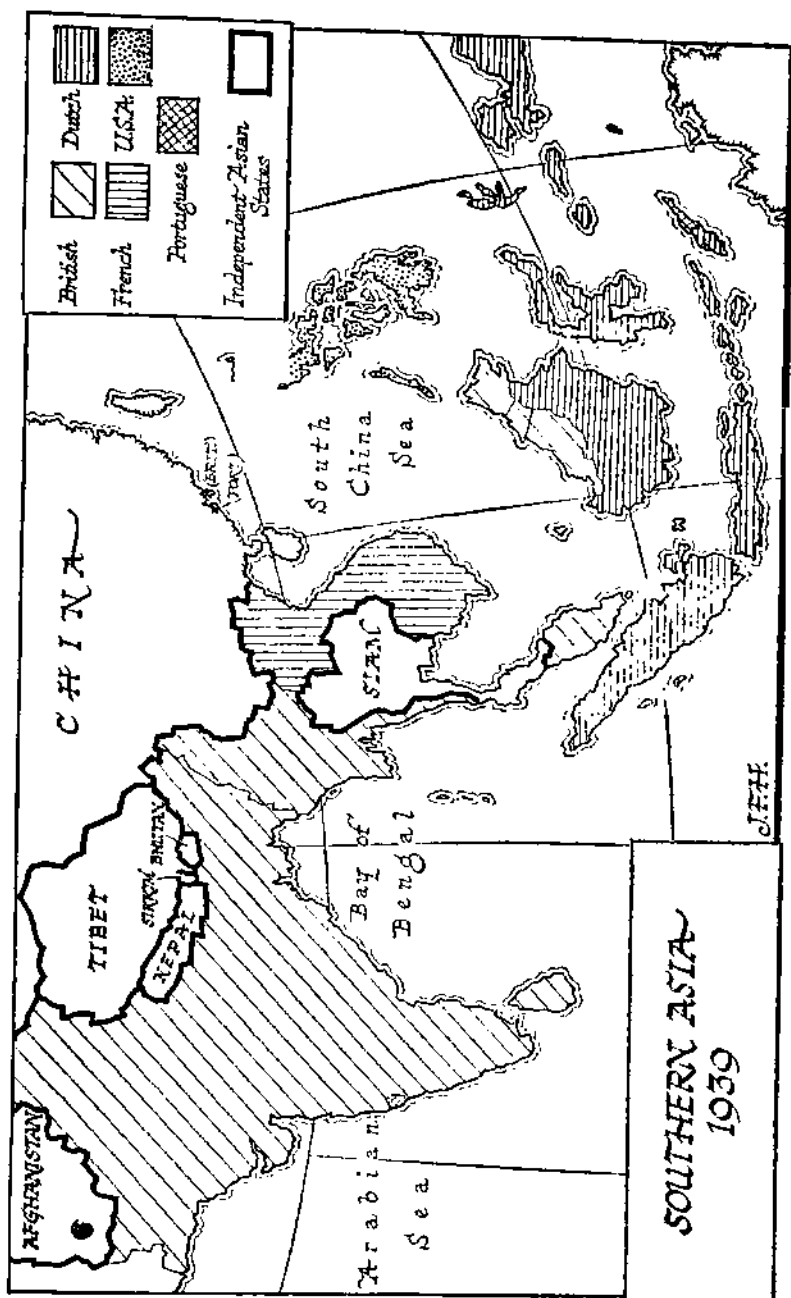 British
Dutch
French
U.S.A.
Portuguese
Independent Asian
States
CHINA
TIBET
AFGHANISTAN
NEPAL
SIKKIM
BHUTAN
SIAM
(BRIT)
South
China
Sea
Bay of
Bengal
Arabian
Sea
J.F.H.
SOUTHERN ASIA
1939